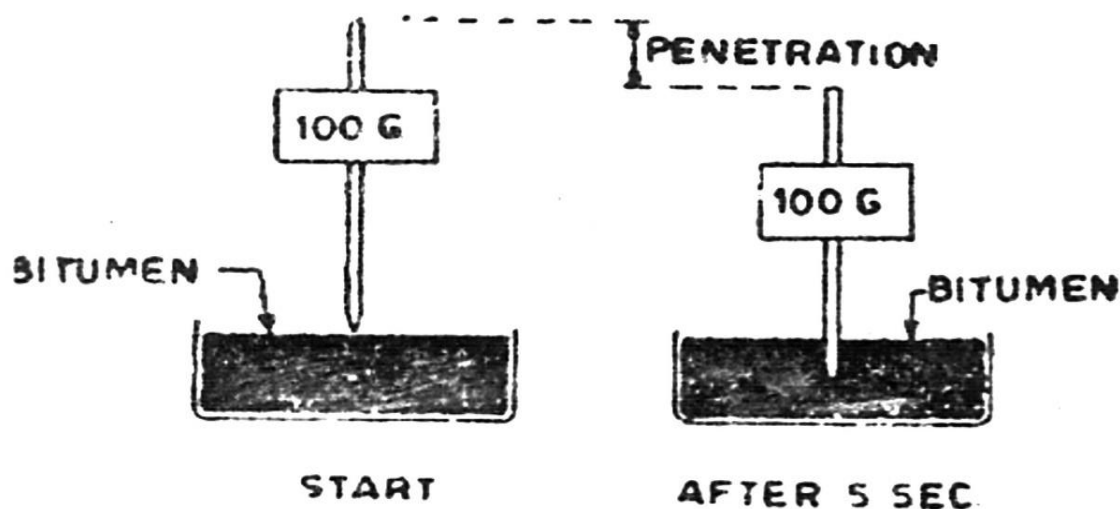 PENETRATION
100 G
100 G
BITUMEN
BITUMEN
START
AFTER 5 SEC.